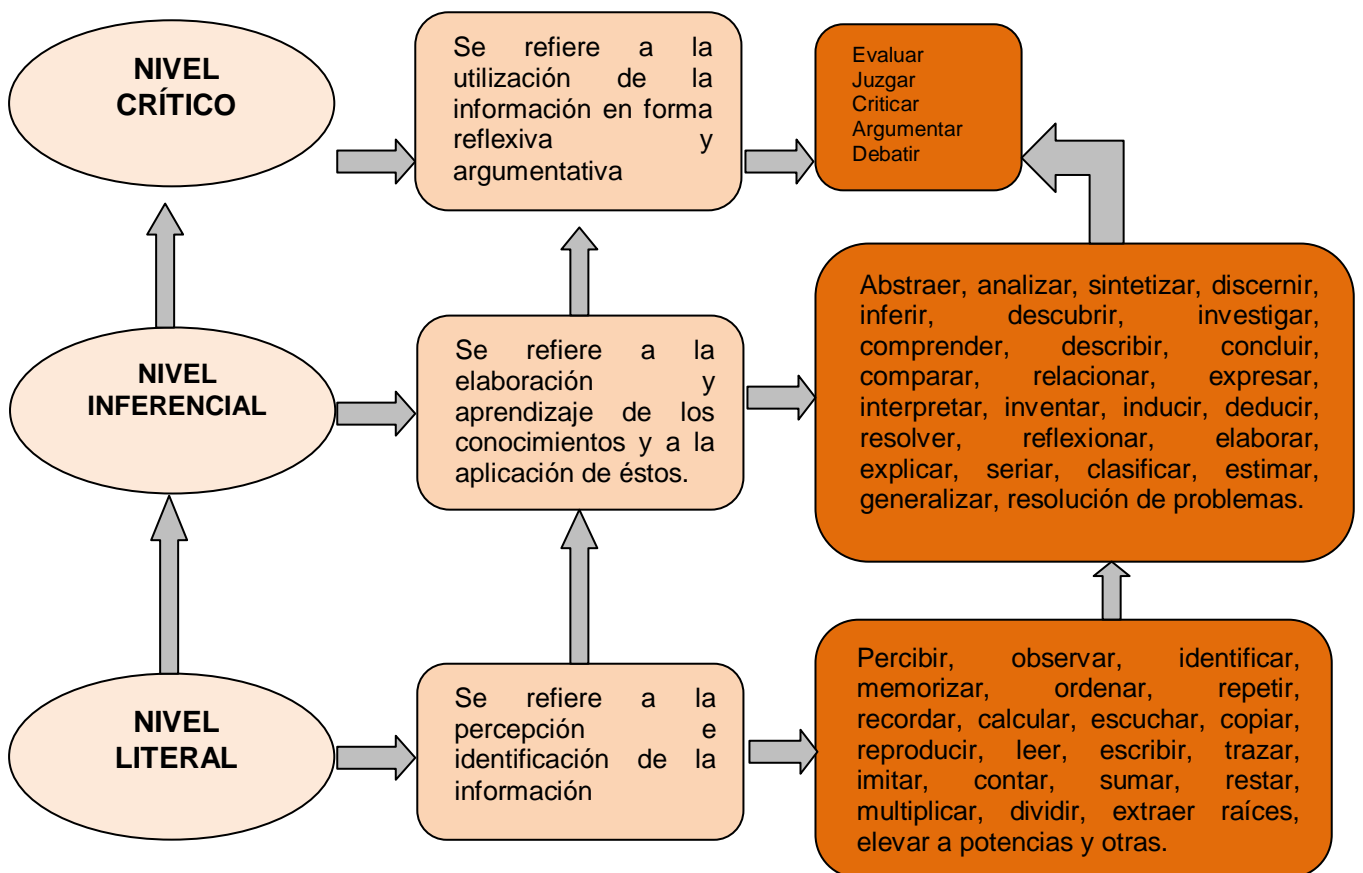 NIVEL
CRÍTICO
Se refiere a la
utilización de la
información en forma
reflexiva y
argumentativa
Evaluar
Juzgar
Criticar
Argumentar
Debatir
NIVEL
INFERENCIAL
Se refiere a la
elaboración y
aprendizaje de los
conocimientos y a la
aplicación de éstos.
Abstraer, analizar, sintetizar, discernir,
inferir, descubrir, investigar,
comprender, describir, concluir,
comparar, relacionar, expresar,
interpretar, inventar, inducir, deducir,
resolver, reflexionar, elaborar,
explicar, seriar, clasificar, estimar,
generalizar, resolución de problemas.
NIVEL
LITERAL
Se refiere a la
percepción e
identificación de la
información
Percibir, observar, identificar,
memorizar, ordenar, repetir,
recordar, calcular, escuchar, copiar,
reproducir, leer, escribir, trazar,
imitar, contar, sumar, restar,
multiplicar, dividir, extraer raíces,
elevar a potencias y otras.